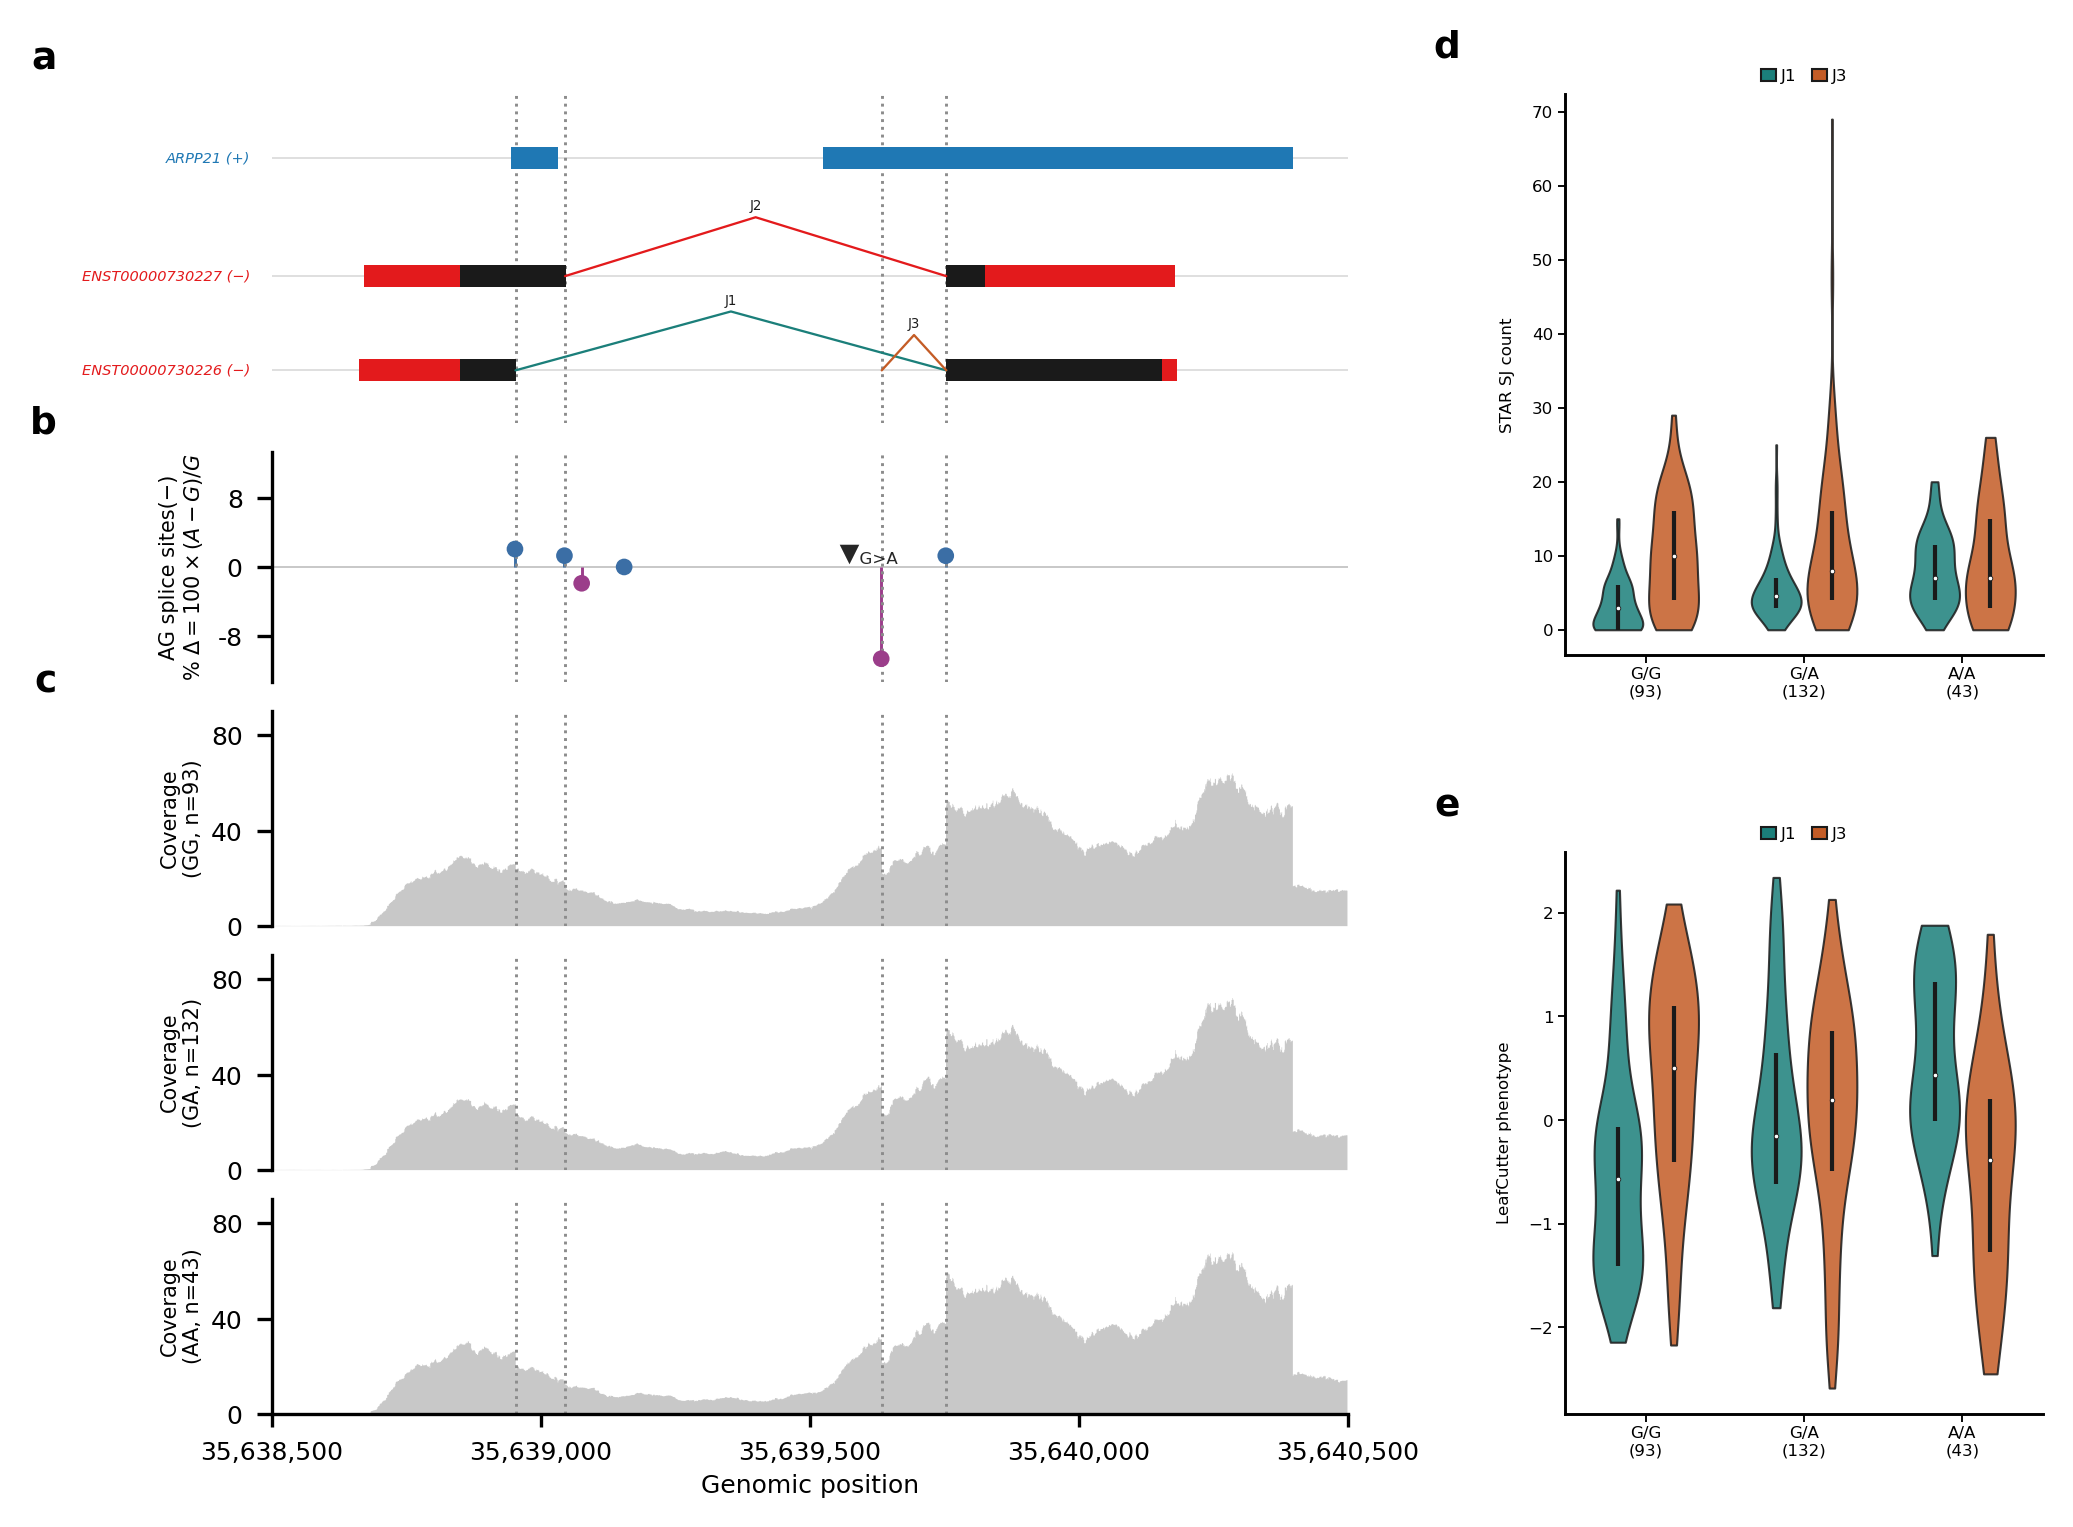 a
ARPP21 (+)
J2
ENST00000730227 (−)
J1
J3
ENST00000730226 (−)
b
AG splice sites(−)
% Δ = 100 × (A − G)/G
8
0
-8
G>A
c
Coverage
(GG, n=93)
80
40
0
Coverage
(GA, n=132)
80
40
0
Coverage
(AA, n=43)
80
40
0
35,638,500 35,639,000 35,639,500 35,640,000 35,640,500
Genomic position
d
J1 J3
STAR SJ count
70
60
50
40
30
20
10
0
G/G G/A A/A
(93) (132) (43)
e
J1 J3
LeafCutter phenotype
2
1
0
−1
−2
G/G G/A A/A
(93) (132) (43)